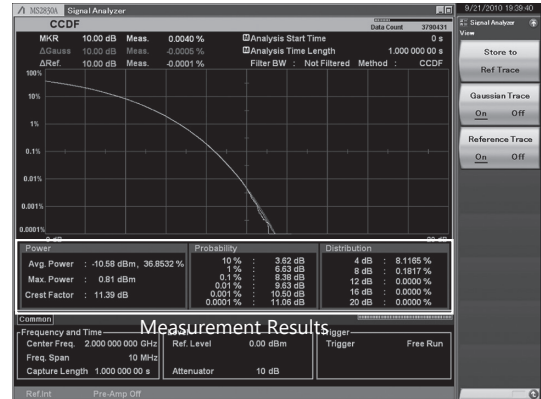 MS2830A Signal Analyzer
9/21/2010 19:39:40
CCDF
Data Count 3790431
MKR 10.00 dB Meas. 0.0040 %
ΔGauss 10.00 dB Meas. -0.0005 %
ΔRef. 10.00 dB Meas. -0.0001 %
Analysis Start Time 0 s
Analysis Time Length 1.000 000 00 s
Filter BW : Not Filtered Method : CCDF
100%
10%
1%
0.1%
0.01%
0.001%
0.0001%
0 dB 20 dB
Power
Avg. Power : -10.58 dBm, 36.8532 %
Max. Power : 0.81 dBm
Crest Factor : 11.39 dB
Probability
10 % : 3.62 dB
1 % : 6.63 dB
0.1 % : 8.38 dB
0.01 % : 9.63 dB
0.001 % : 10.50 dB
0.0001 % : 11.06 dB
Distribution
4 dB : 8.1165 %
8 dB : 0.1817 %
12 dB : 0.0000 %
16 dB : 0.0000 %
20 dB : 0.0000 %
Measurement Results
Common
Frequency and Time
Center Freq. 2.000 000 000 GHz
Freq. Span 10 MHz
Capture Length 1.000 000 00 s
Ref. Level 0.00 dBm
Attenuator 10 dB
Trigger
Trigger Free Run
Ref.Int Pre-Amp Off
Signal Analyzer
View
Store to
Ref Trace
Gaussian Trace
On Off
Reference Trace
On Off